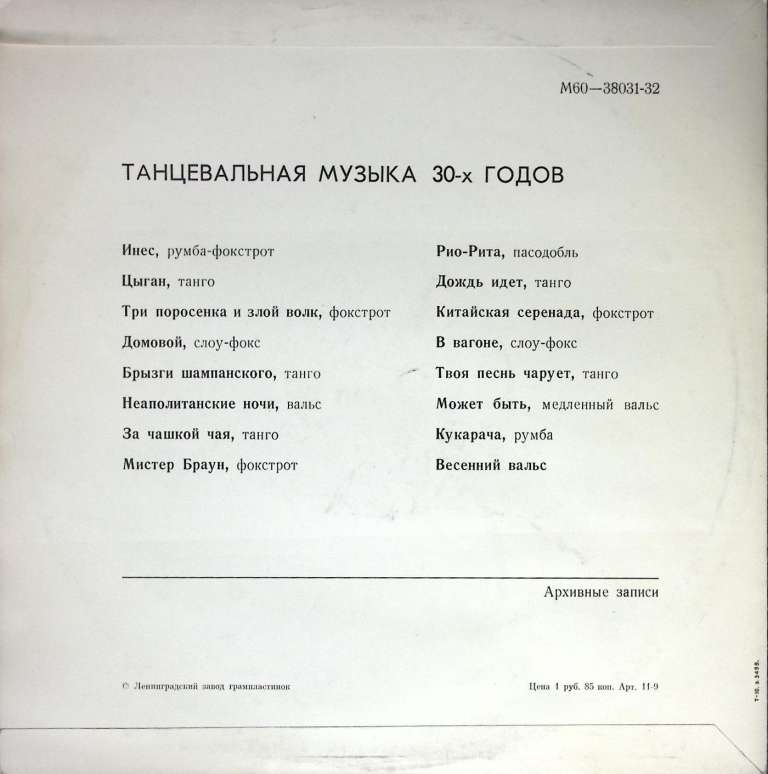 М60—38031-32
ТАНЦЕВАЛЬНАЯ МУЗЫКА 30-х ГОДОВ
Инес, румба-фокстрот
Цыган, танго
Три поросенка и злой волк, фокстрот
Домовой, слоу-фокс
Брызги шампанского, танго
Неаполитанские ночи, вальс
За чашкой чая, танго
Мистер Браун, фокстрот
Рио-Рита, пасодобль
Дождь идет, танго
Китайская серенада, фокстрот
В вагоне, слоу-фокс
Твоя песнь чарует, танго
Может быть, медленный вальс
Кукарача, румба
Весенний вальс
Архивные записи
© Ленинградский завод грампластинок
Цена 1 руб. 85 коп. Арт. 11-9